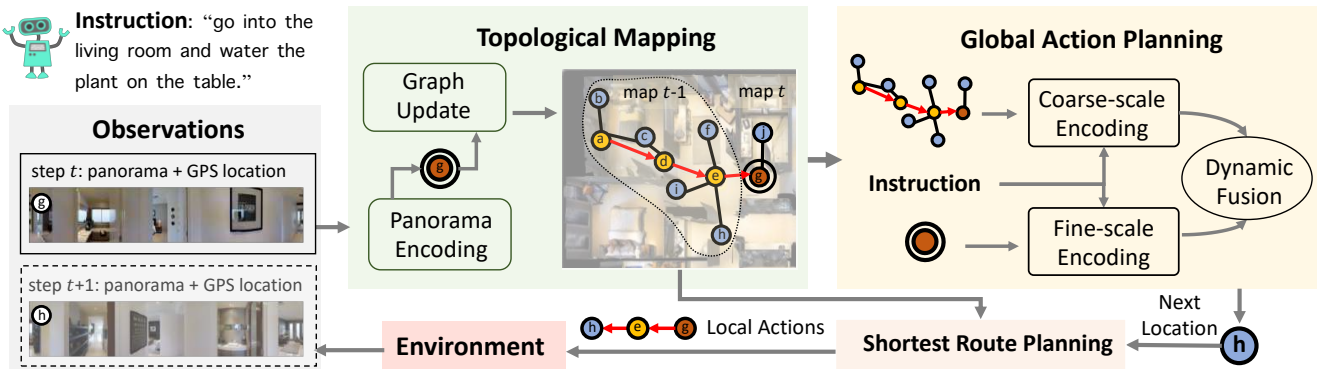 Instruction: “go into the
living room and water the
plant on the table.”
Observations
step t: panorama + GPS location
g
step t+1: panorama + GPS location
h
Topological Mapping
Graph
Update
g
Panorama
Encoding
map t-1
map t
b
a
c
d
f
e
i
h
j
g
Global Action Planning
Coarse-scale
Encoding
Instruction
Fine-scale
Encoding
Dynamic
Fusion
Next
Location
h
Shortest Route Planning
h e g Local Actions
Environment